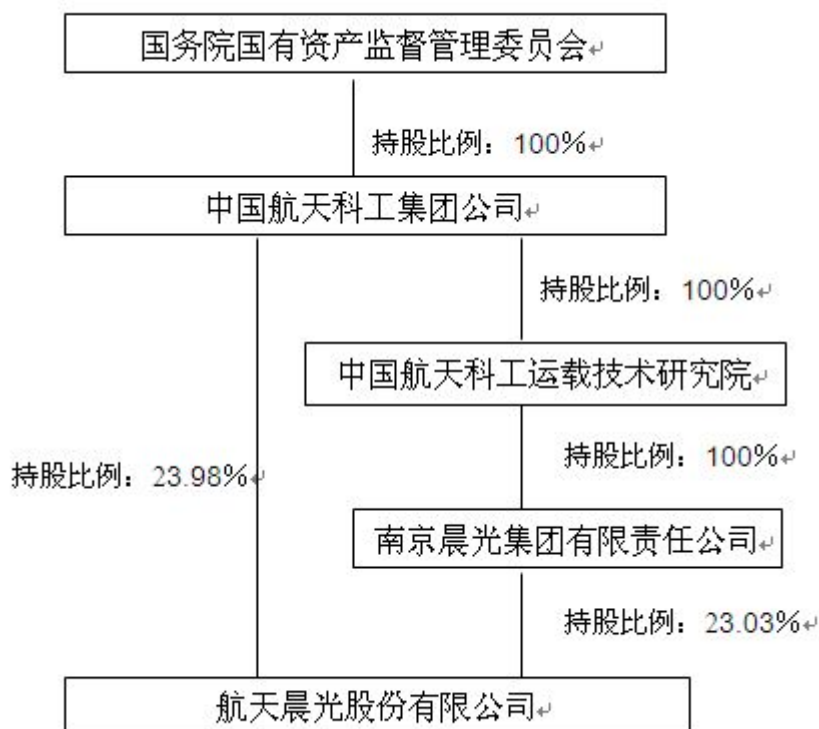 国务院国有资产监督管理委员会
持股比例：100%
中国航天科工集团公司
持股比例：100%
中国航天科工运载技术研究院
持股比例：23.98%
持股比例：100%
南京晨光集团有限责任公司
持股比例：23.03%
航天晨光股份有限公司